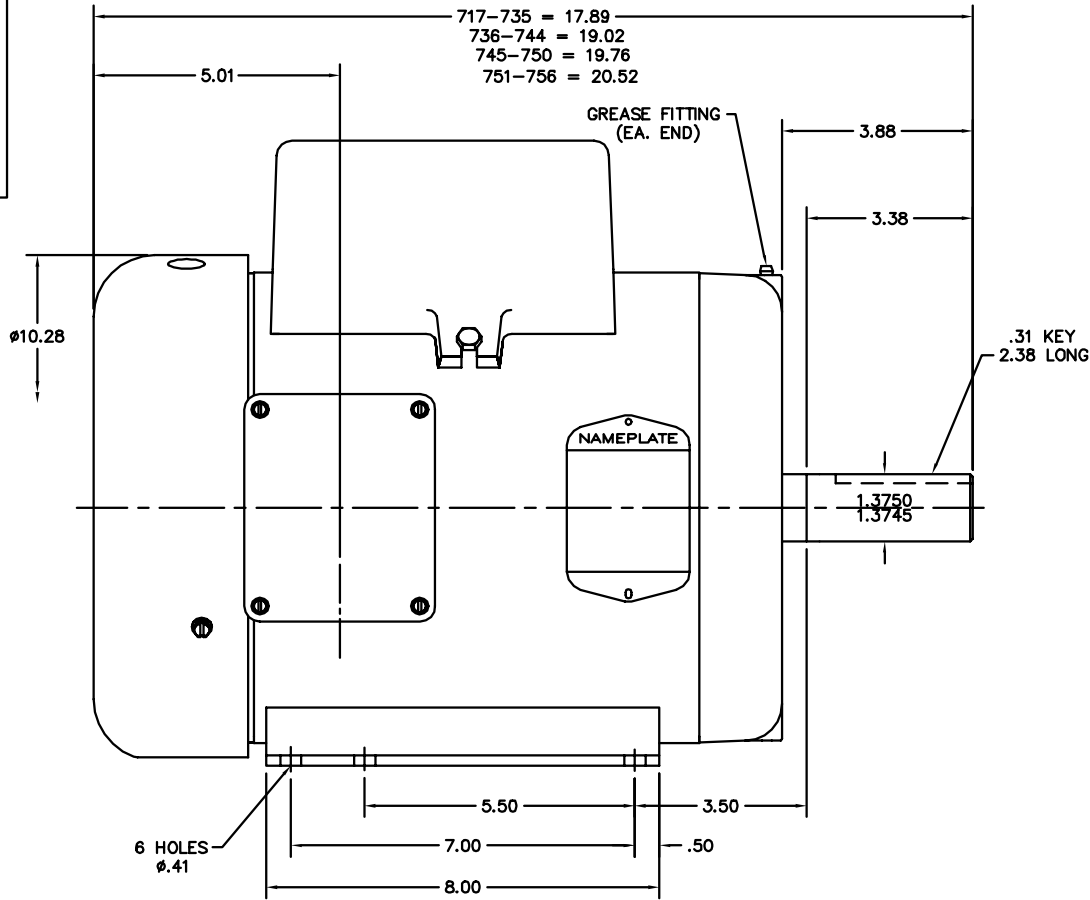 717-735 = 17.89
736-744 = 19.02
745-750 = 19.76
751-756 = 20.52
5.01
GREASE FITTING
(EA. END)
3.88
3.38
ø10.28
.31 KEY
2.38 LONG
NAMEPLATE
1.3750
1.3745
5.50
3.50
6 HOLES
ø.41
7.00
.50
8.00